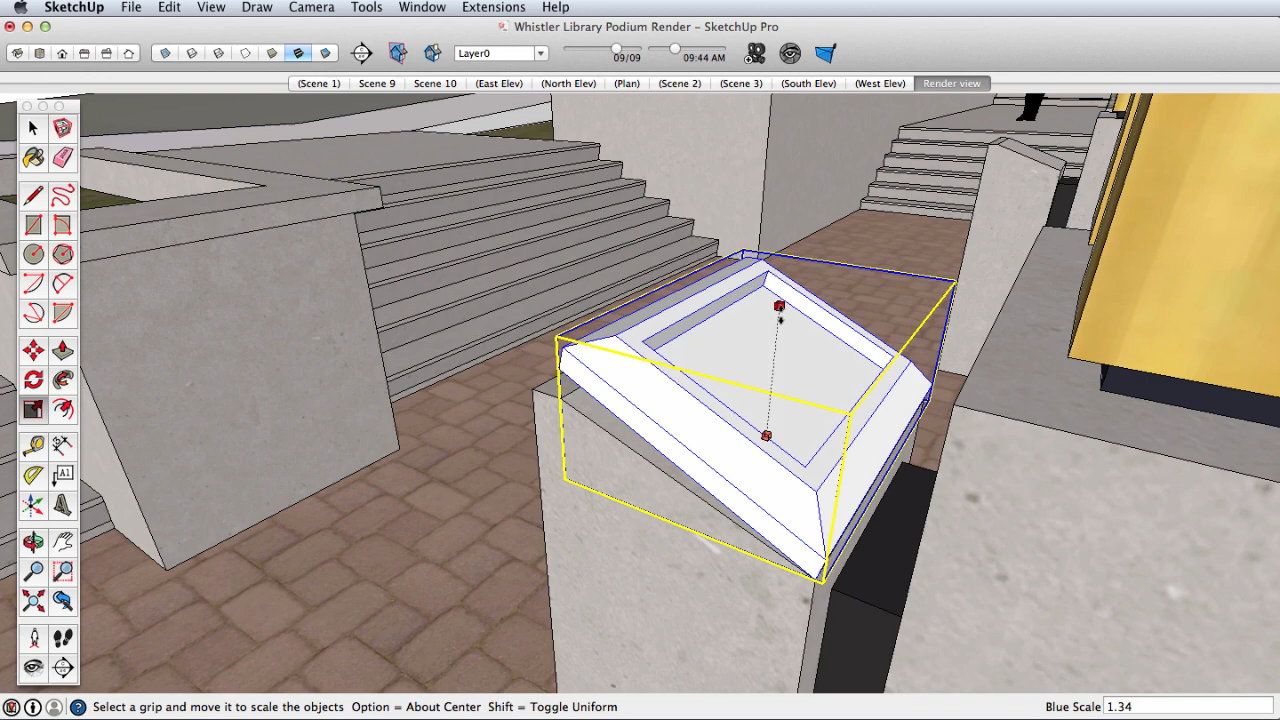 SketchUp File Edit View Draw Camera Tools Window Extensions Help
Whistler Library Podium Render – SketchUp Pro
Layer0 09/09 09:44 AM
(Scene 1) Scene 9 Scene 10 (East Elev) (North Elev) (Plan) (Scene 2) (Scene 3) (South Elev) (West Elev) Render view
A1
Select a grip and move it to scale the objects Option = About Center Shift = Toggle Uniform Blue Scale 1.34